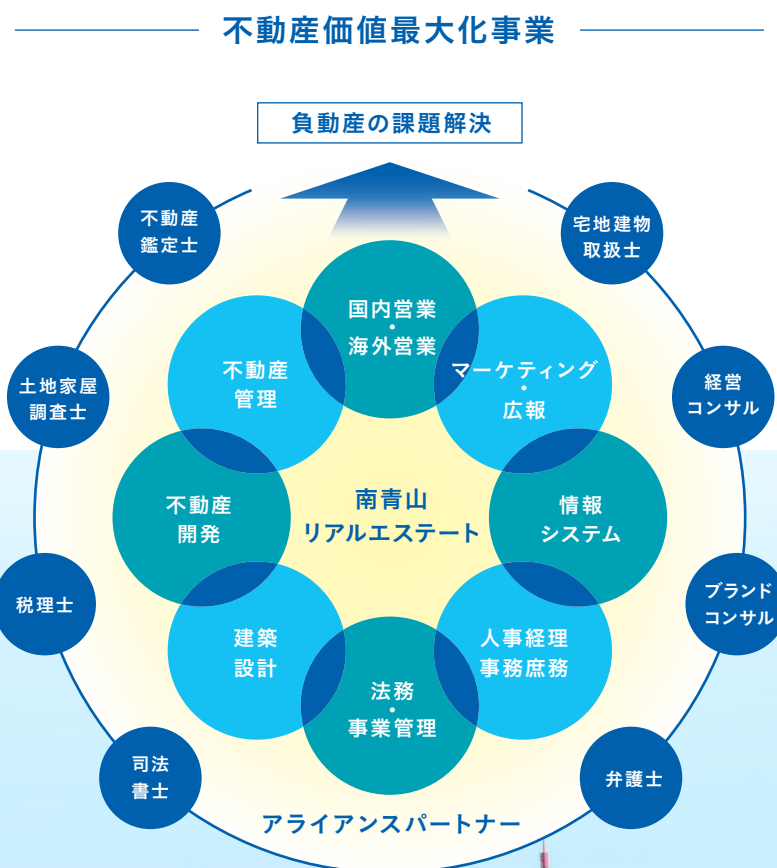 不動産価値最大化事業
負動産の課題解決
不動産
鑑定士
宅地建物
取扱士
国内営業
・
海外営業
不動産
管理
マーケティング
・
広報
土地家屋
調査士
経営
コンサル
不動産
開発
南青山
リアルエステート
情報
システム
税理士
ブランド
コンサル
建築
設計
人事経理
事務庶務
法務
・
事業管理
司法
書士
弁護士
アライアンスパートナー